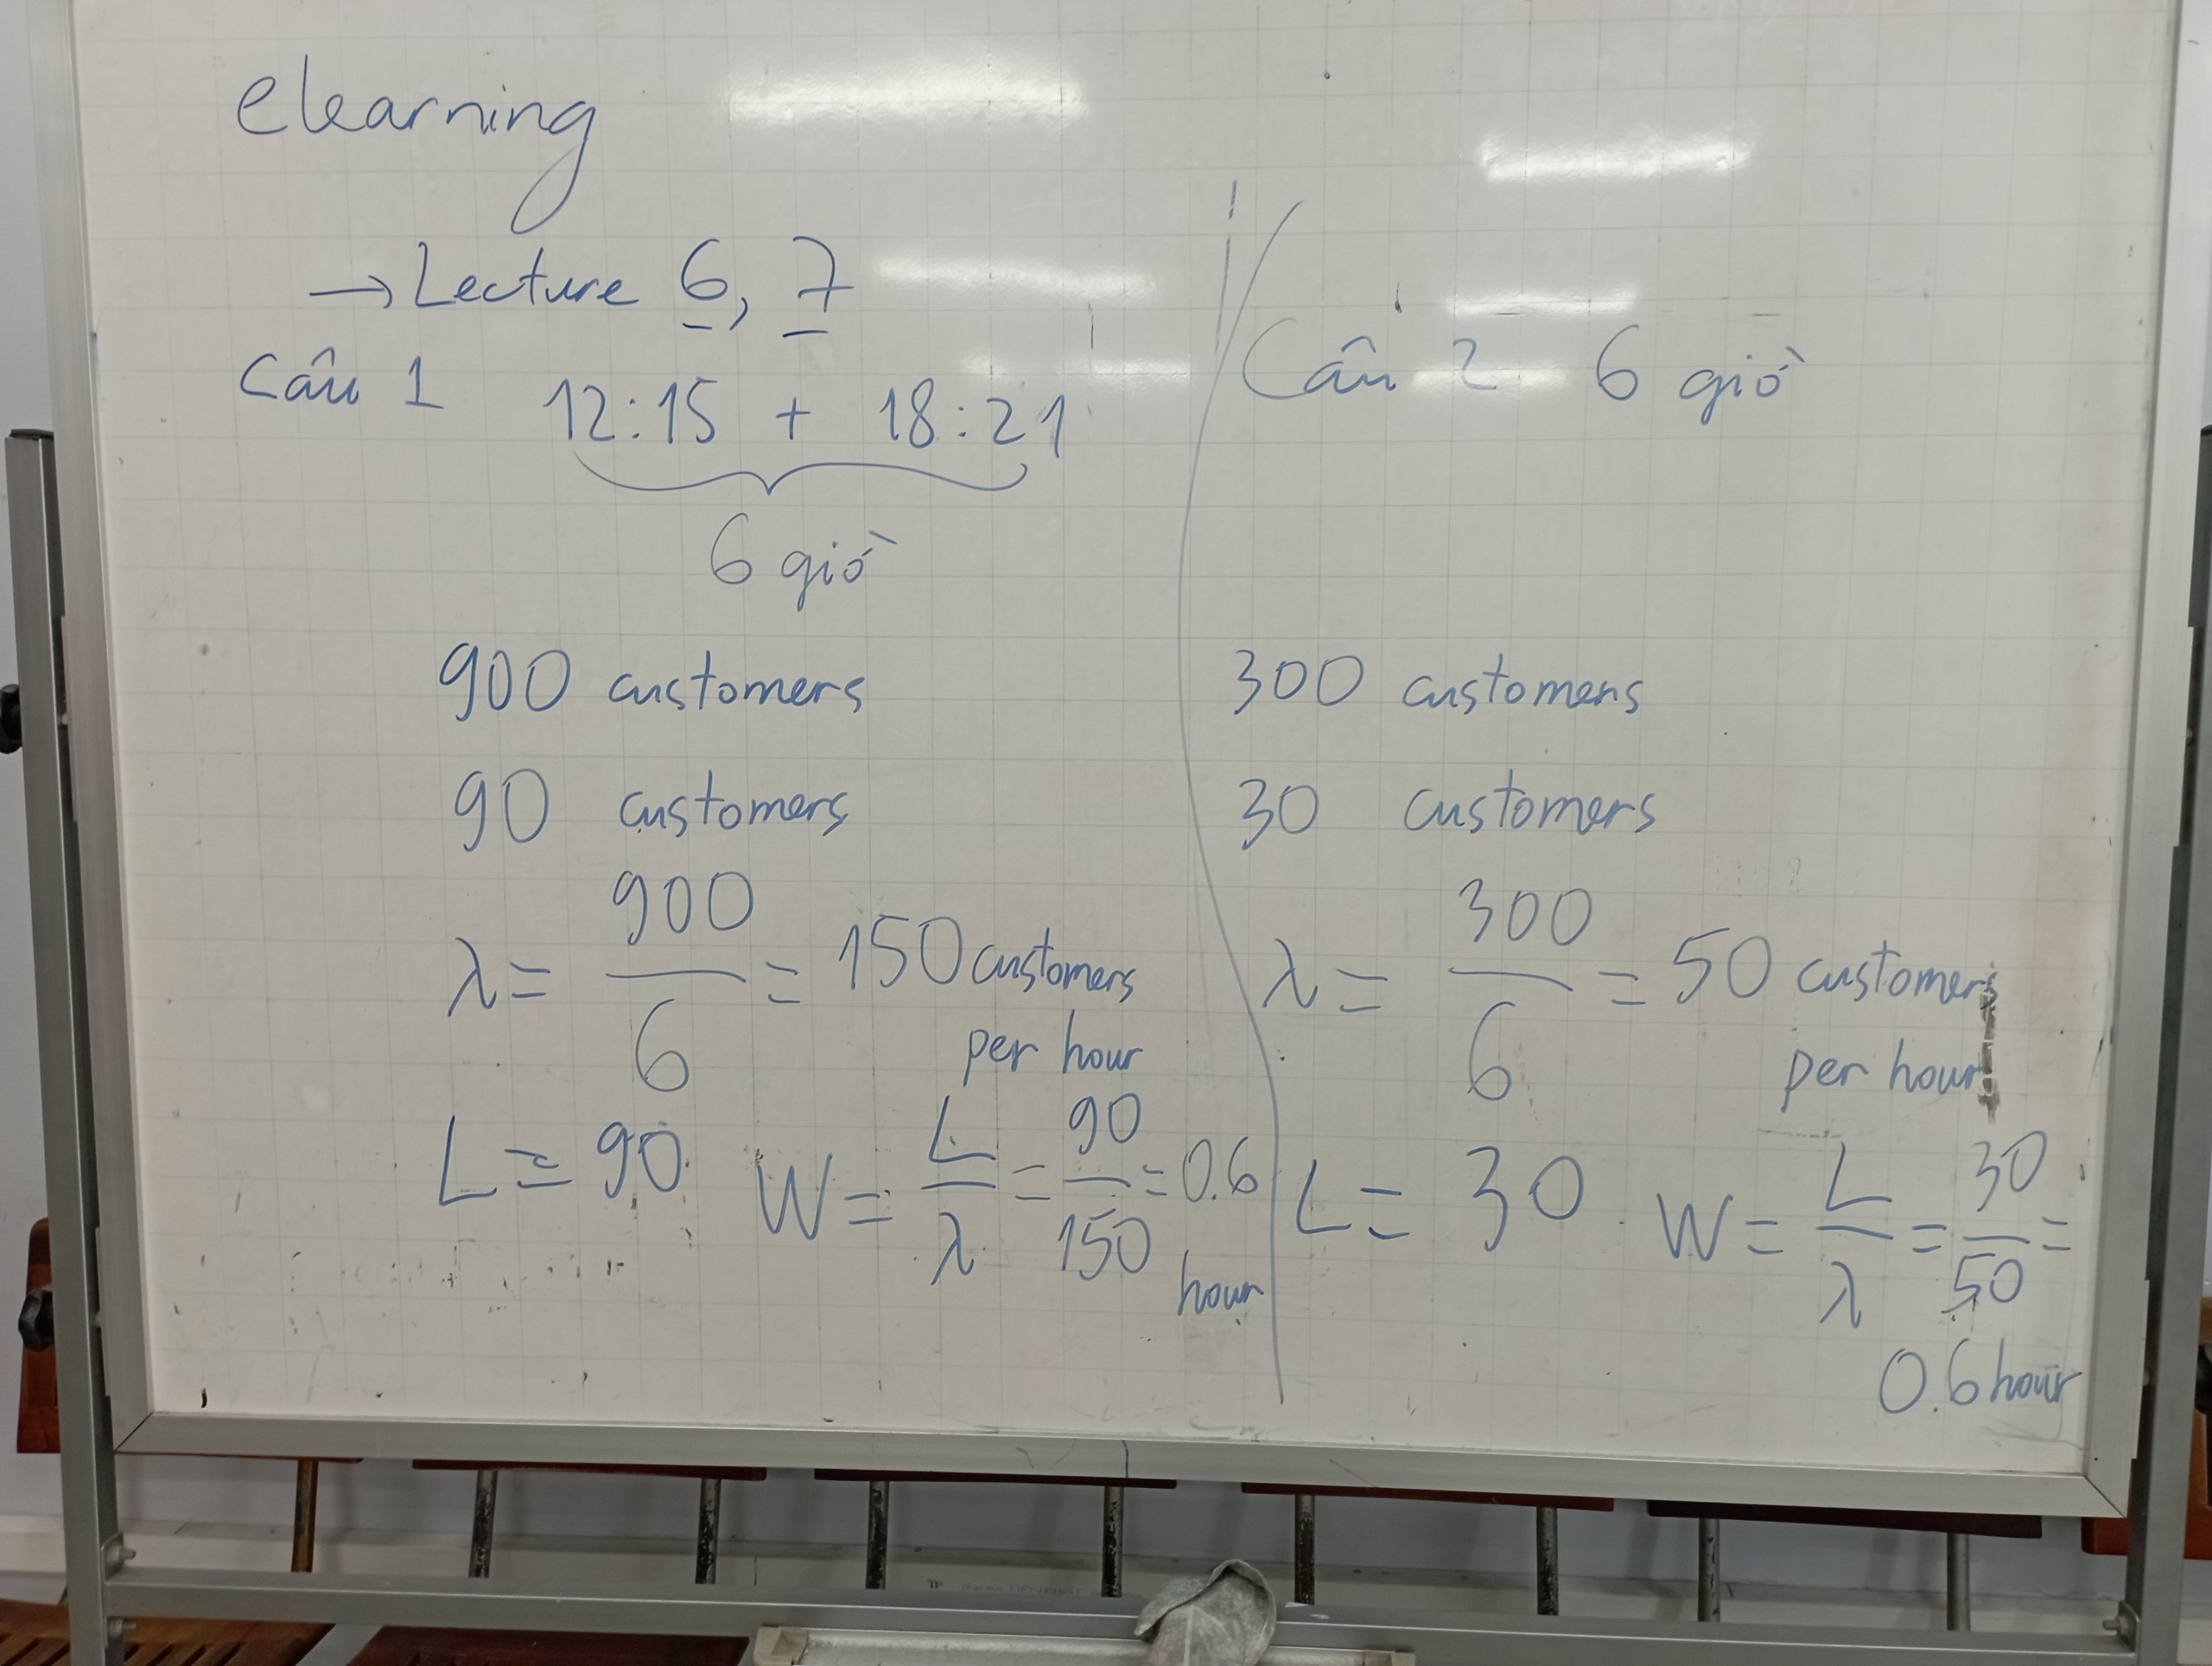 elearning
→ Lecture 6, 7
Câu 1 12:15 + 18:21
6 giờ
900 customers
90 customers
λ = 900/6 = 150 customers
per hour
L = 90 W = L/λ = 90/150 = 0.6
hour
Câu 2 6 giờ
300 customers
30 customers
λ = 300/6 = 50 customers
per hour
L = 30 W = L/λ = 30/50 =
0.6 hour